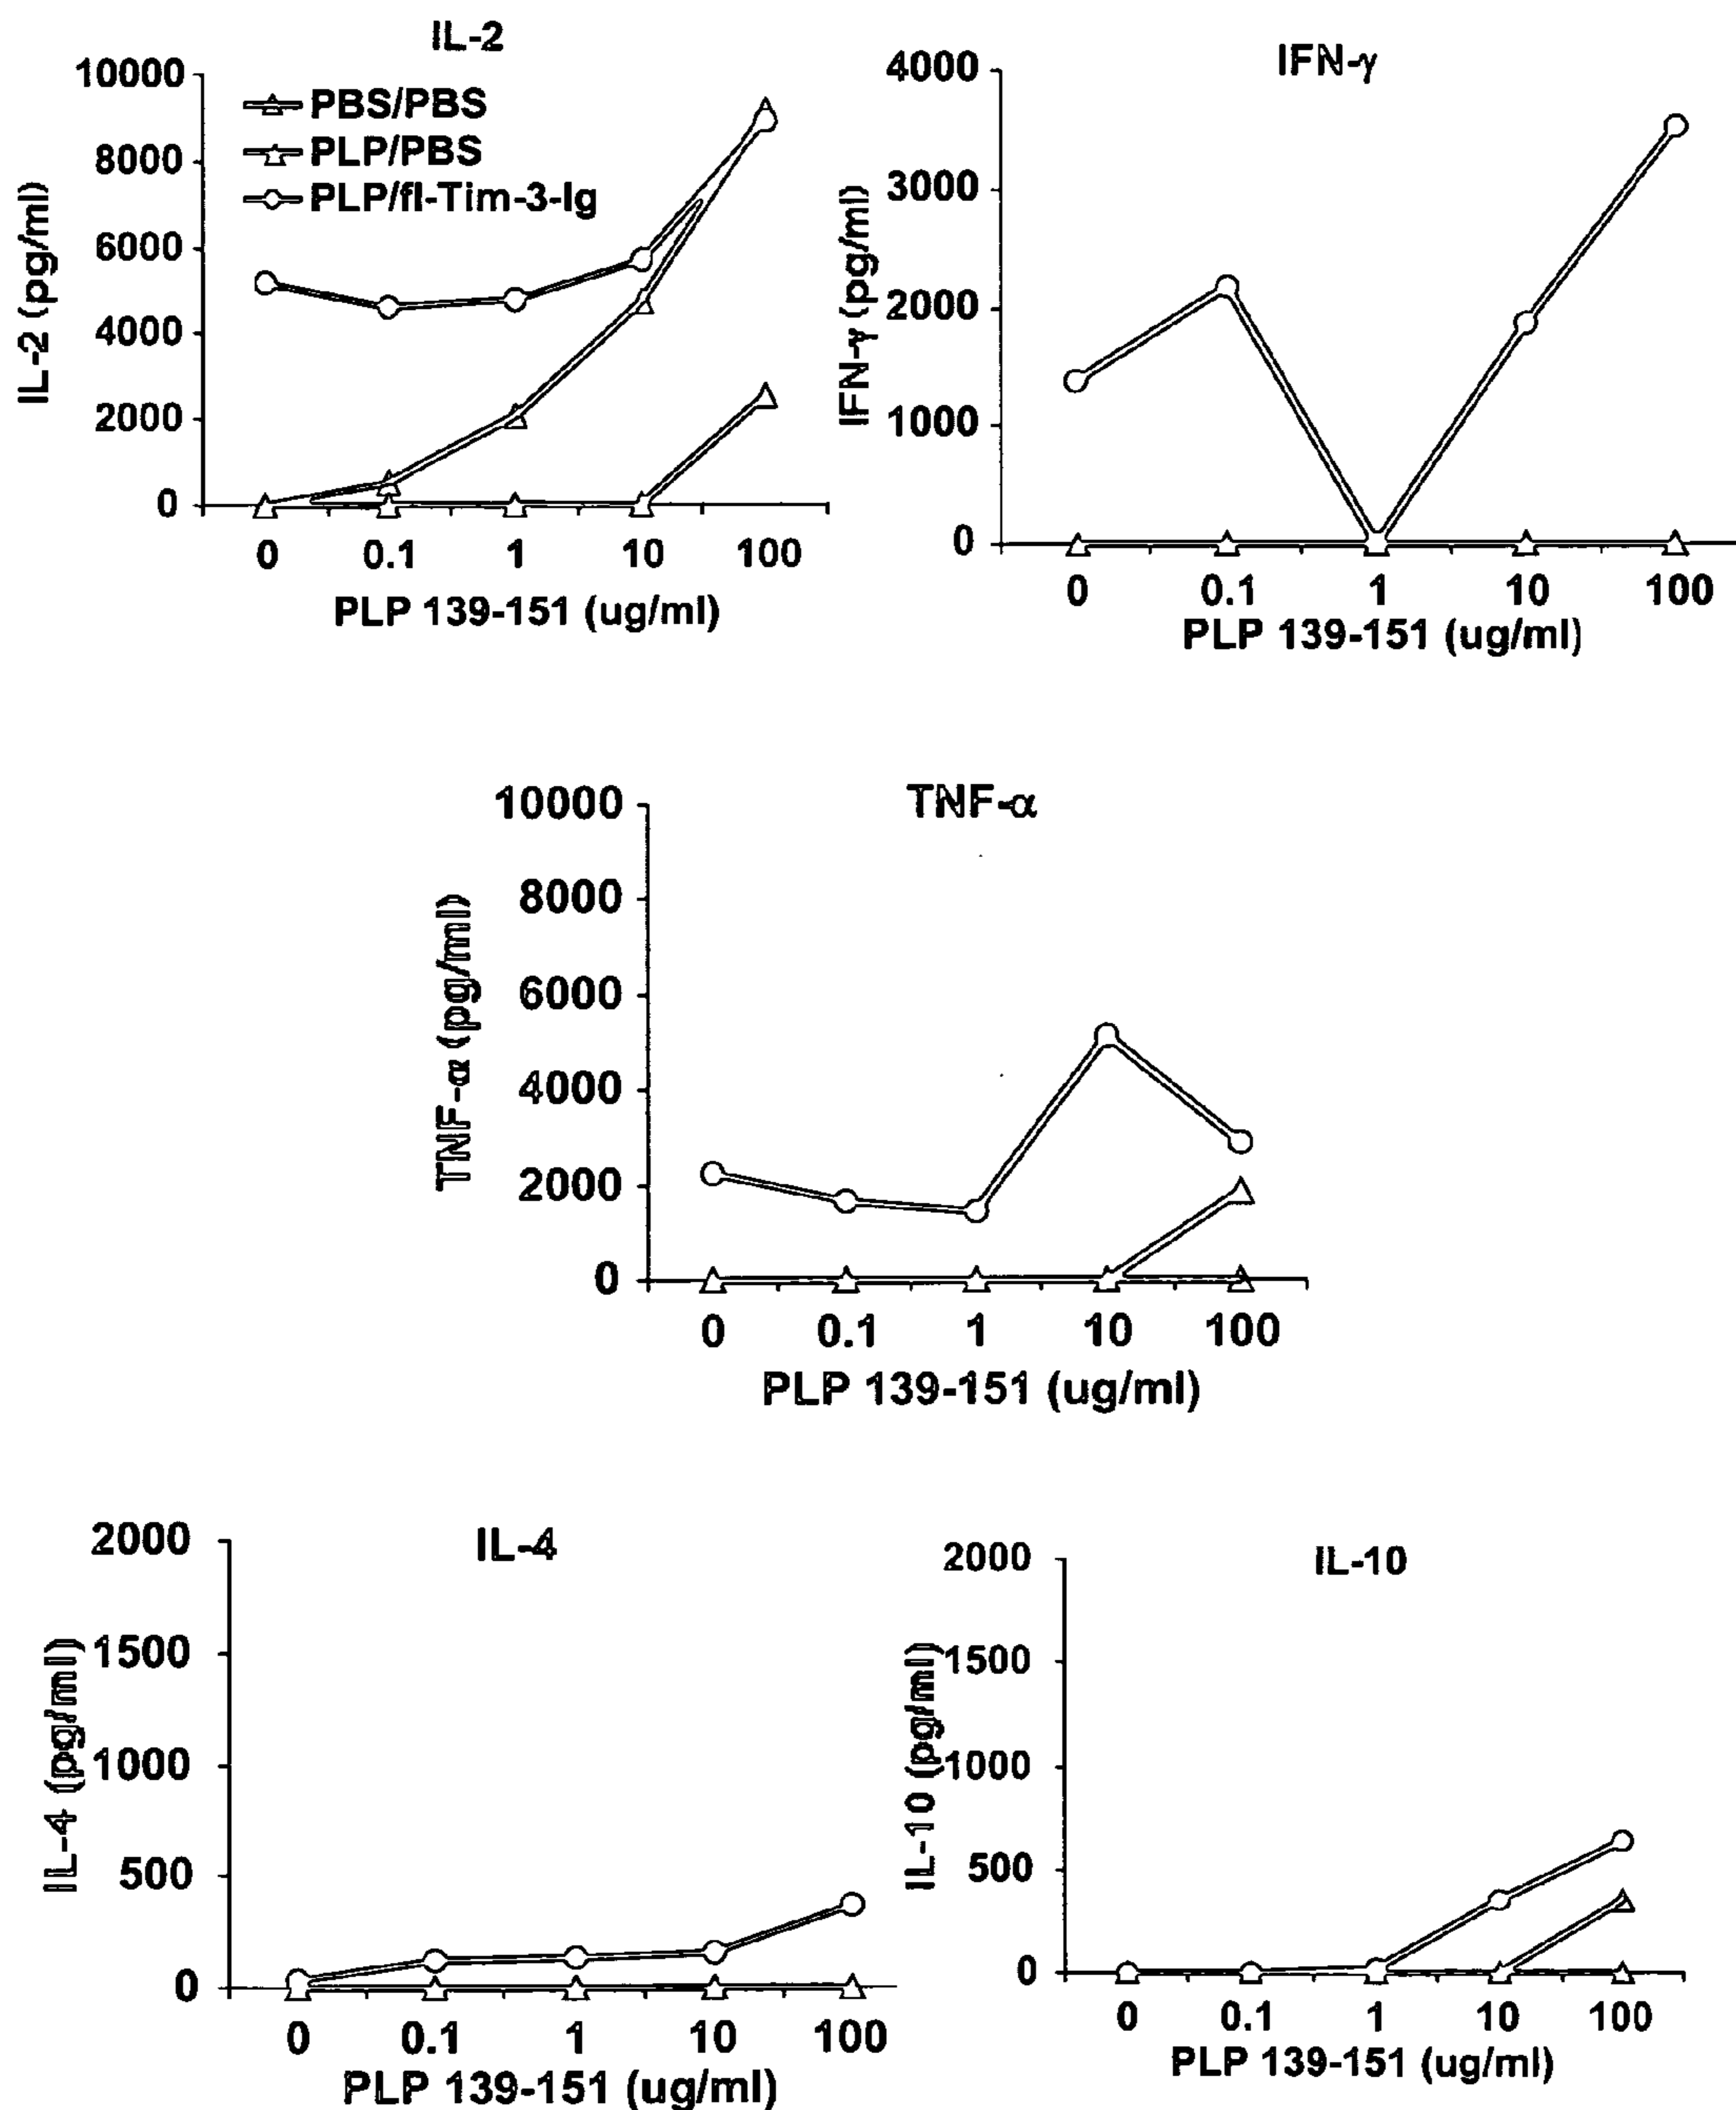 IL-2
10000
8000
6000
4000
2000
0
IL-2 (pg/ml)
PBS/PBS
PLP/PBS
PLP/fl-Tim-3-Ig
0 0.1 1 10 100
PLP 139-151 (ug/ml)
IFN-γ
4000
3000
2000
1000
0
IFN-γ (pg/ml)
0 0.1 1 10 100
PLP 139-151 (ug/ml)
TNF-α
10000
8000
6000
4000
2000
0
TNF-α (pg/ml)
0 0.1 1 10 100
PLP 139-151 (ug/ml)
IL-4
2000
1500
1000
500
0
IL-4 (pg/ml)
0 0.1 1 10 100
PLP 139-151 (ug/ml)
IL-10
2000
1500
1000
500
0
IL-10 (pg/ml)
0 0.1 1 10 100
PLP 139-151 (ug/ml)